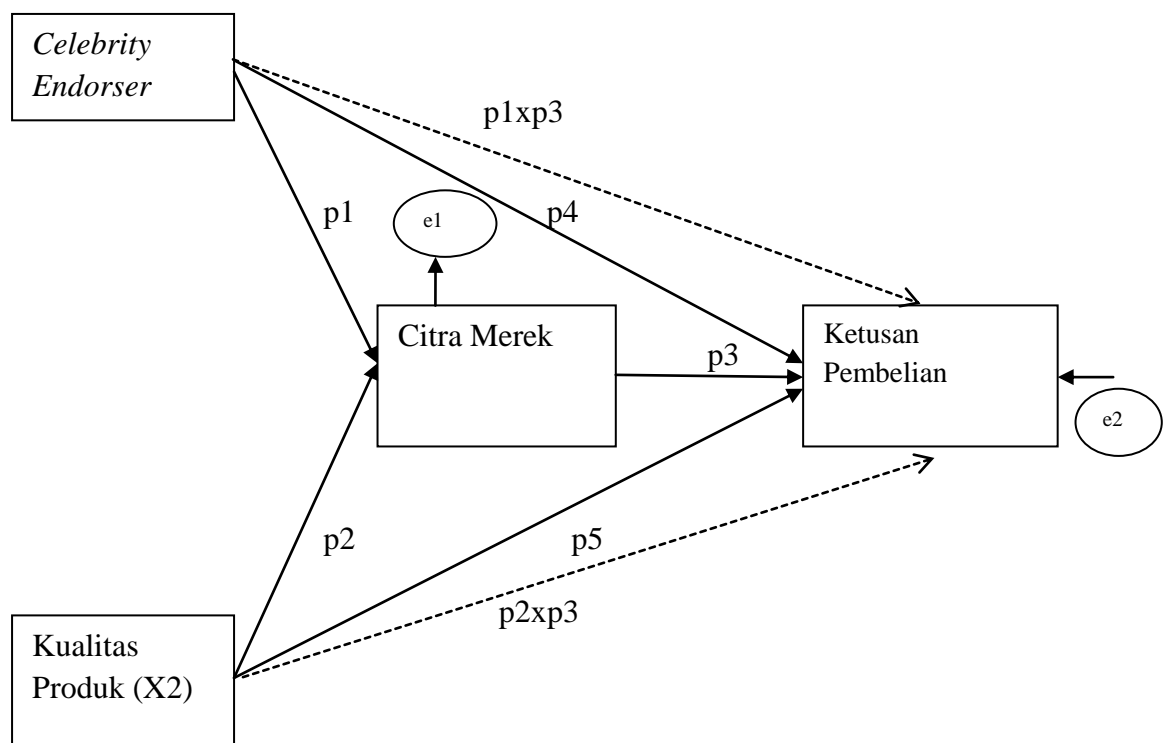 Celebrity
Endorser
p1xp3
p1
e1
p4
Citra Merek
p3
Ketusan
Pembelian
e2
p2
p5
p2xp3
Kualitas
Produk (X2)